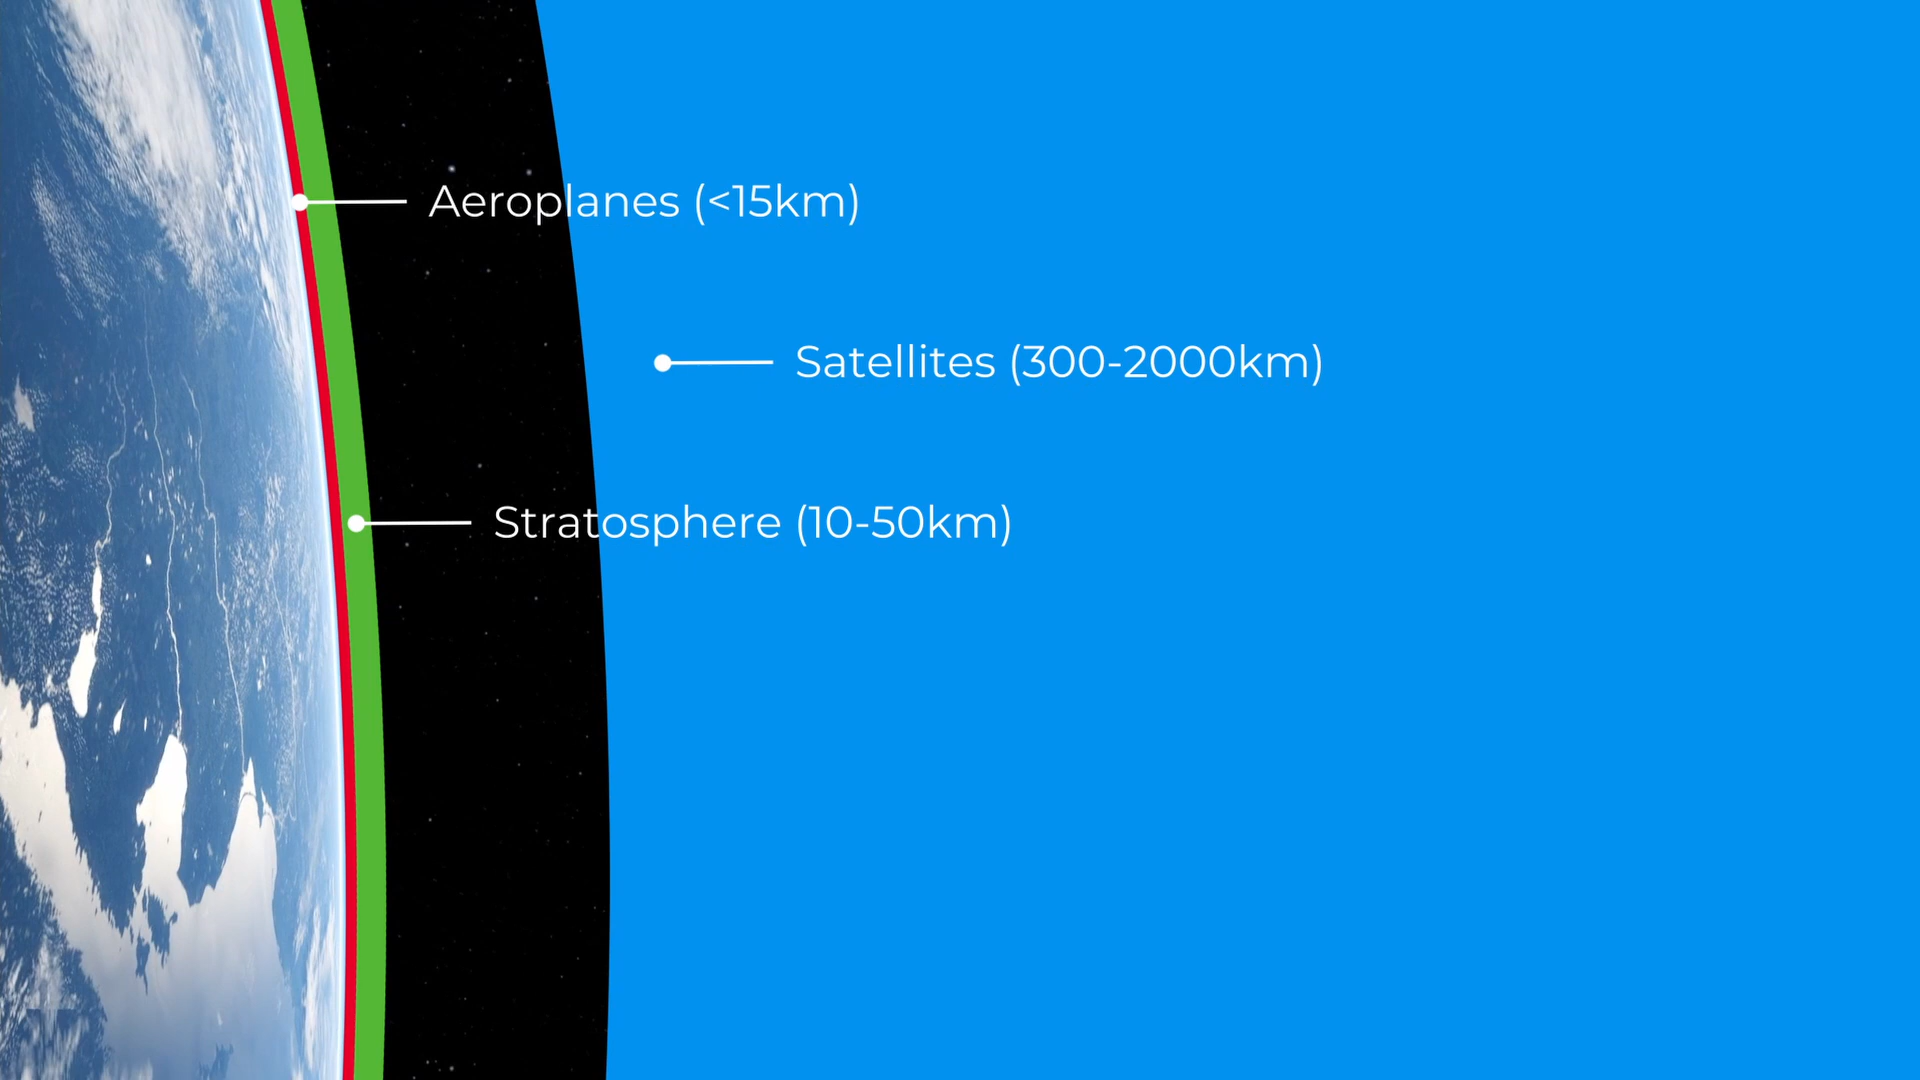 Aeroplanes (<15km)
Satellites (300-2000km)
Stratosphere (10-50km)